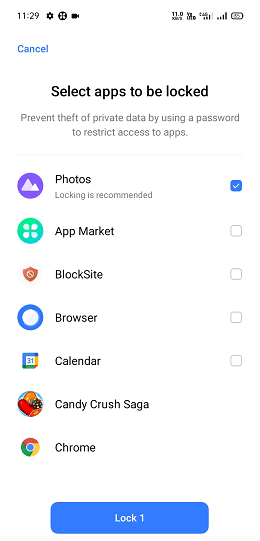 11:29
11.0
KB/S
Vo
LTE
4G
Cancel
Select apps to be locked
Prevent theft of private data by using a password
to restrict access to apps.
Photos
Locking is recommended
App Market
BlockSite
Browser
31
Calendar
Candy Crush Saga
Chrome
Lock 1